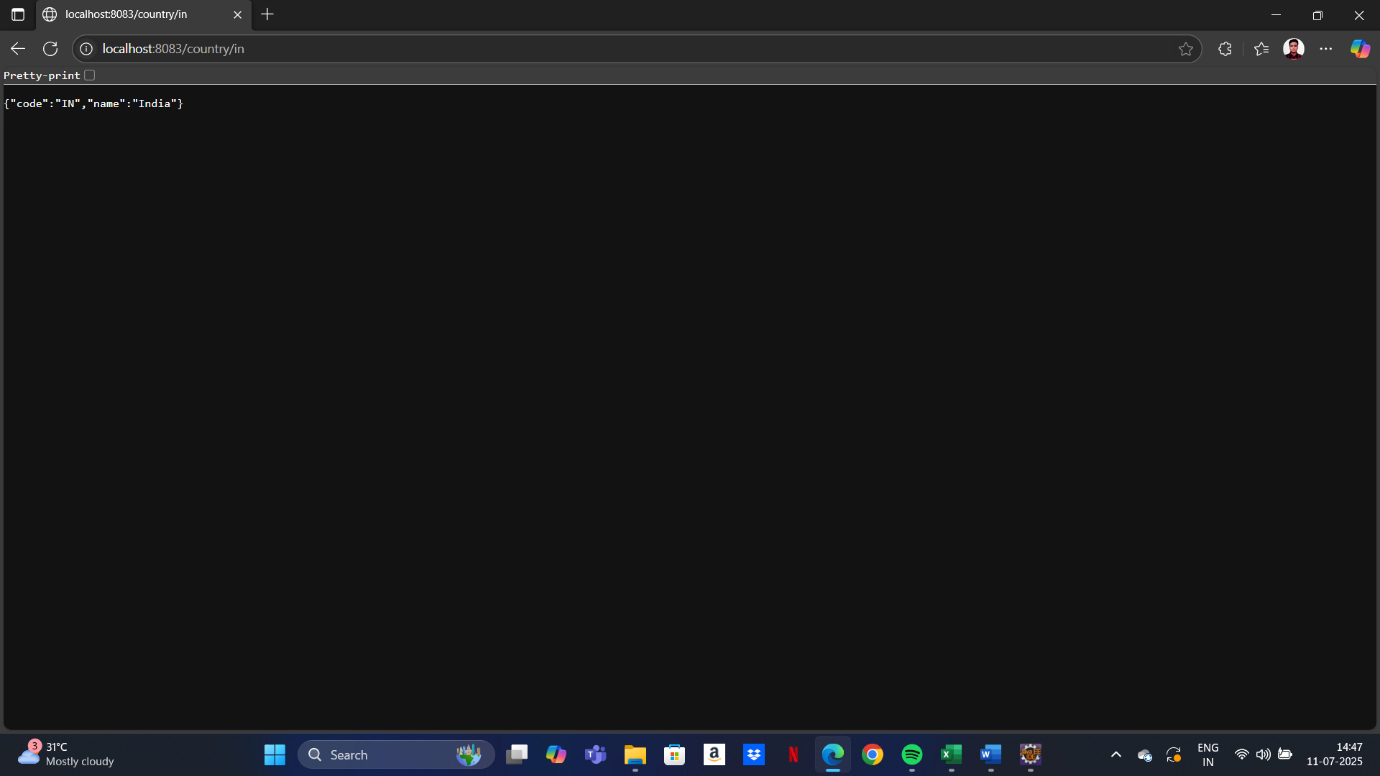 localhost:8083/country/in
localhost:8083/country/in
Pretty-print
{"code":"IN","name":"India"}
3
31°C
Mostly cloudy
Search
T
a
N
X
W
ENG
IN
14:47
11-07-2025